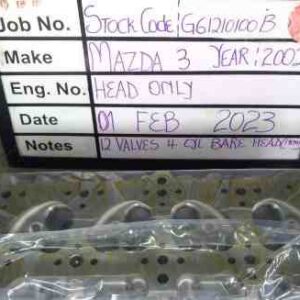 Job No. STOCK CODE: G61210100B
Make MAZDA 3 YEAR: 2002
Eng. No. HEAD ONLY
Date 01 FEB 2023
Notes 12 VALVES 4 CYL BARE HEAD